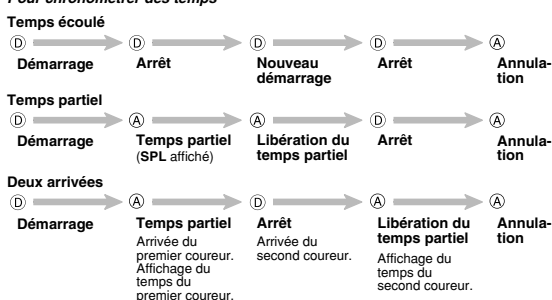 Pour chronométrer des temps
Temps écoulé
D D D D A
Démarrage Arrêt Nouveau démarrage Arrêt Annula-tion
Temps partiel
D A A D A
Démarrage Temps partiel (SPL affiché) Libération du temps partiel Arrêt Annula-tion
Deux arrivées
D A D A A
Démarrage Temps partiel Arrêt Libération du temps partiel Annula-tion
Arrivée du premier coureur. Affichage du temps du premier coureur.
Arrivée du second coureur.
Affichage du temps du second coureur.